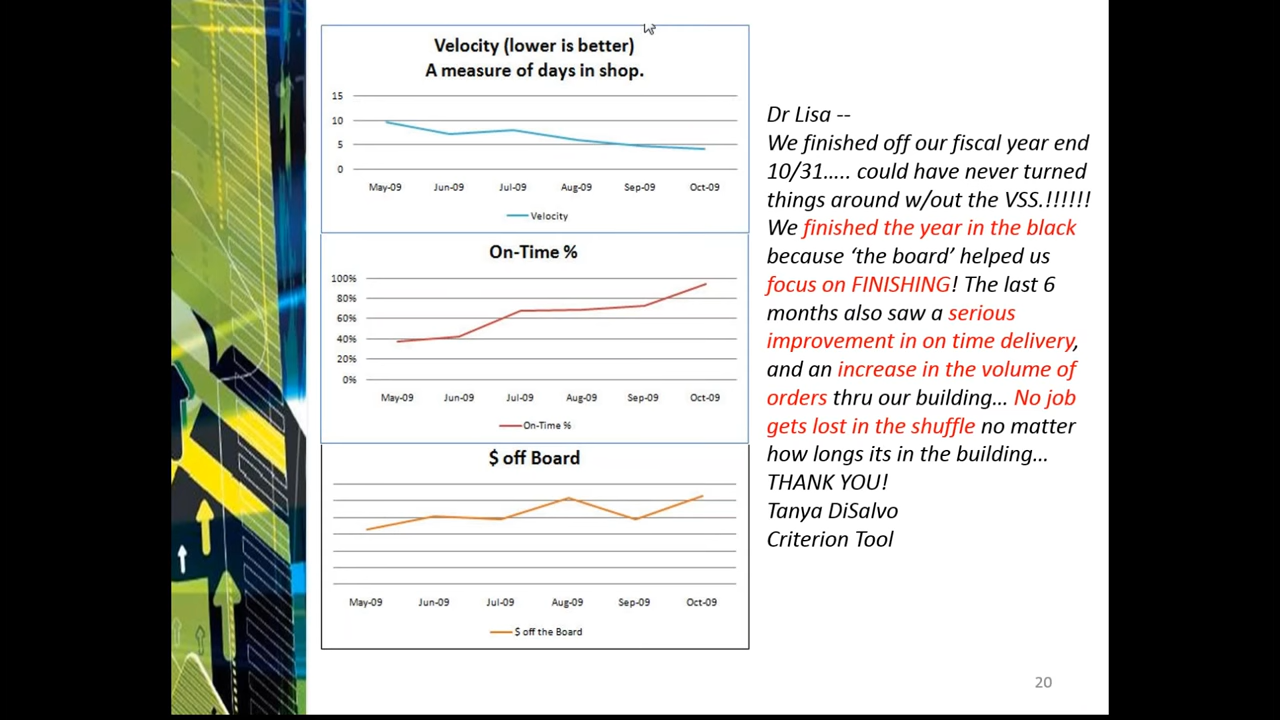 Velocity (lower is better)
A measure of days in shop.
15
10
5
0
May-09 Jun-09 Jul-09 Aug-09 Sep-09 Oct-09
Velocity
On-Time %
100%
80%
60%
40%
20%
0%
May-09 Jun-09 Jul-09 Aug-09 Sep-09 Oct-09
On-Time %
$ off Board
May-09 Jun-09 Jul-09 Aug-09 Sep-09 Oct-09
$ off the Board
Dr Lisa --
We finished off our fiscal year end
10/31….. could have never turned
things around w/out the VSS.!!!!!!
We finished the year in the black
because ‘the board’ helped us
focus on FINISHING! The last 6
months also saw a serious
improvement in on time delivery,
and an increase in the volume of
orders thru our building… No job
gets lost in the shuffle no matter
how longs its in the building…
THANK YOU!
Tanya DiSalvo
Criterion Tool
20